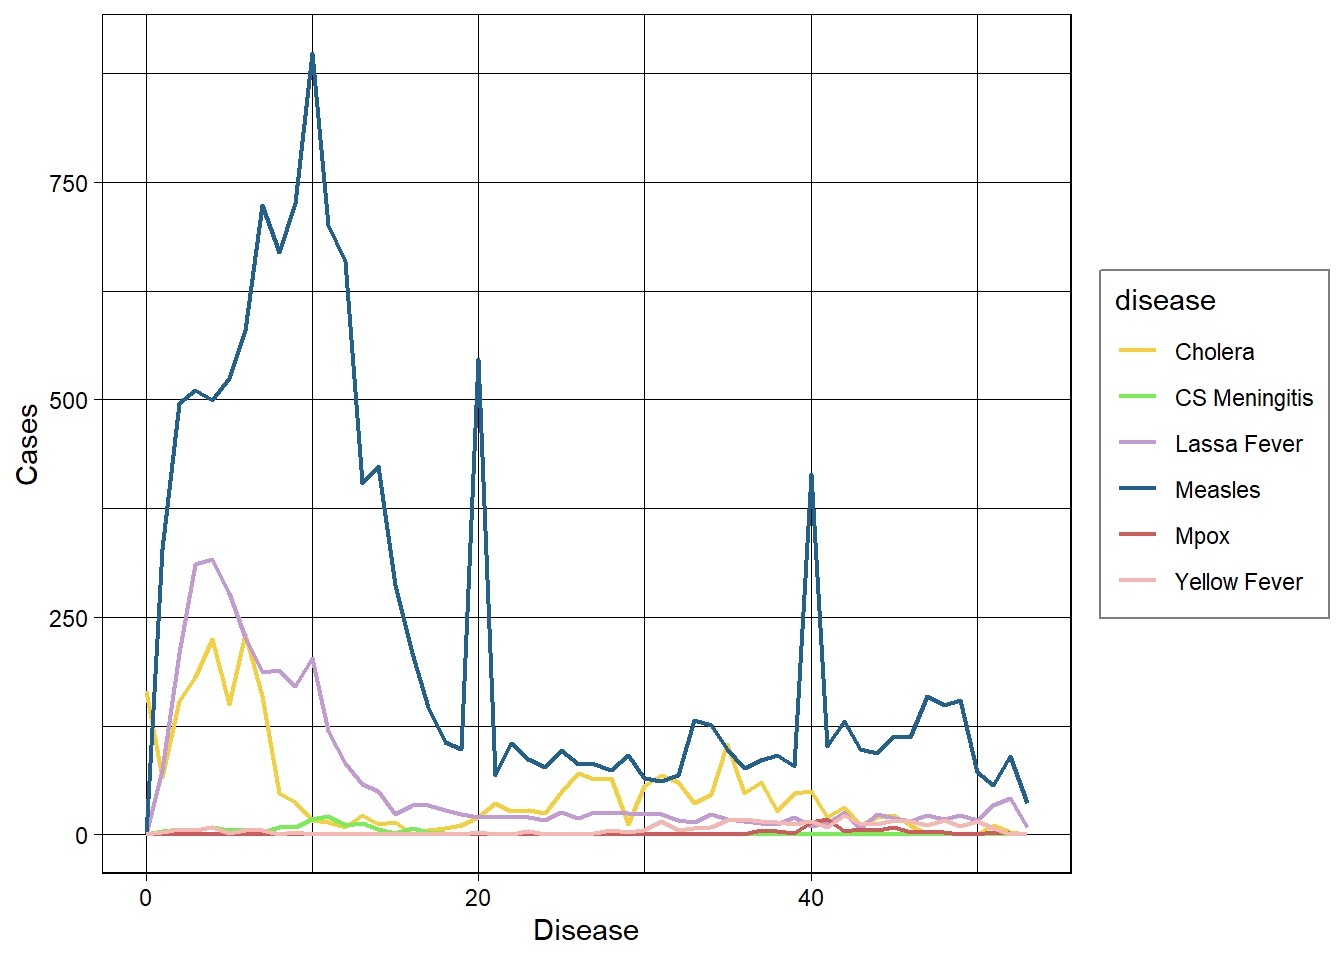 750
500
250
0
Cases
0
20
40
Disease
disease
Cholera
CS Meningitis
Lassa Fever
Measles
Mpox
Yellow Fever